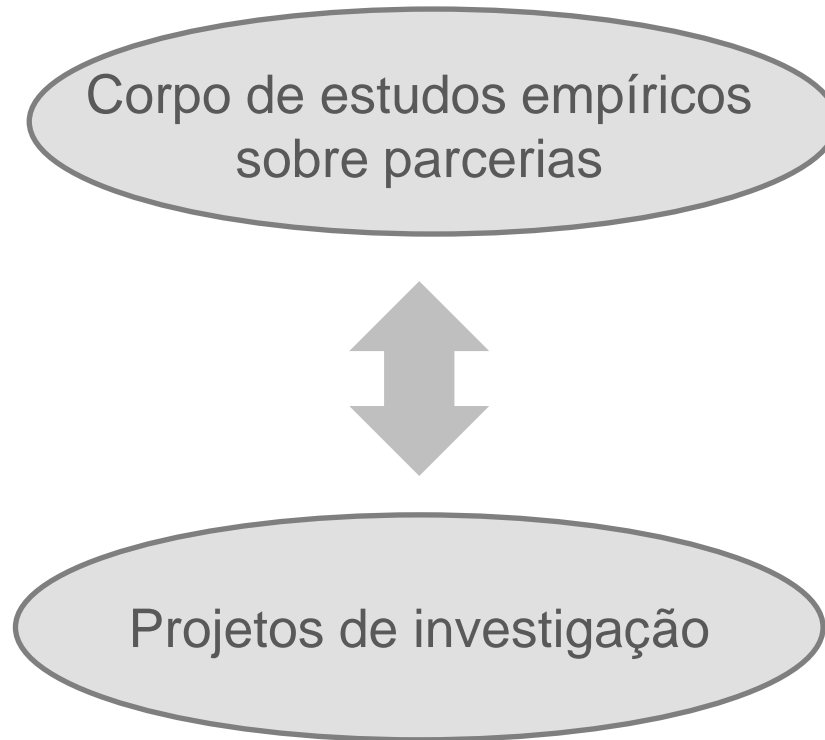 Corpo de estudos empíricos
sobre parcerias
Projetos de investigação